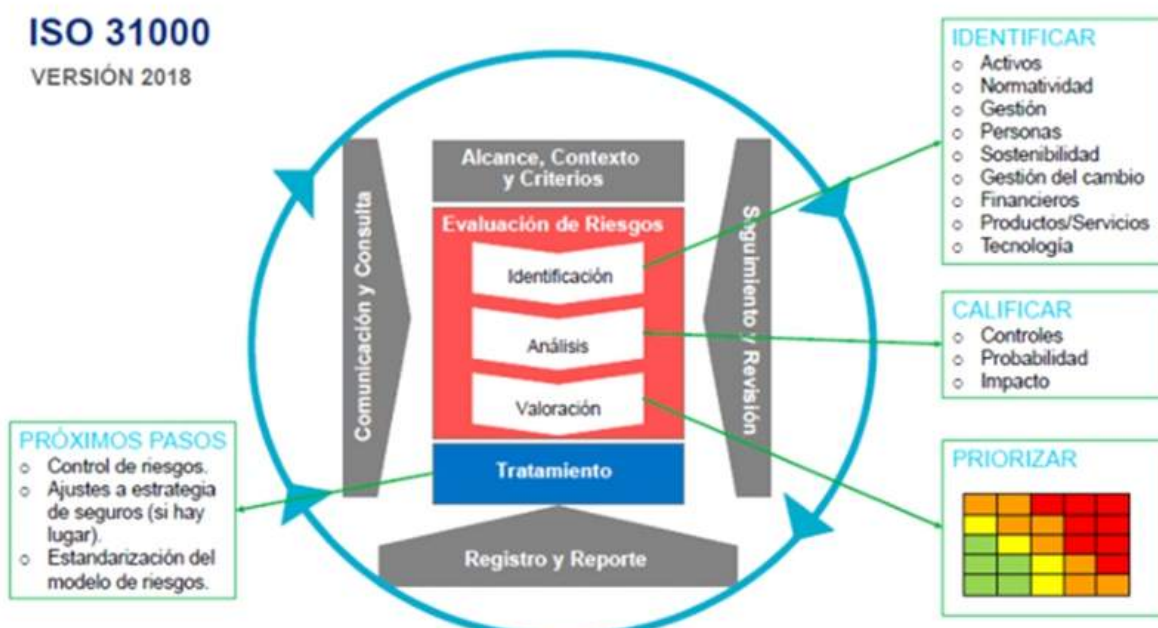 ISO 31000
VERSIÓN 2018
Alcance, Contexto
y Criterios
Evaluación de Riesgos
Identificación
Análisis
Valoración
Tratamiento
Registro y Reporte
Comunicación y Consulta
Seguimiento y Revisión
IDENTIFICAR
o Activos
o Normatividad
o Gestión
o Personas
o Sostenibilidad
o Gestión del cambio
o Financieros
o Productos/Servicios
o Tecnología
CALIFICAR
o Controles
o Probabilidad
o Impacto
PRIORIZAR
PRÓXIMOS PASOS
o Control de riesgos.
o Ajustes a estrategia
de seguros (si hay
lugar).
o Estandarización del
modelo de riesgos.